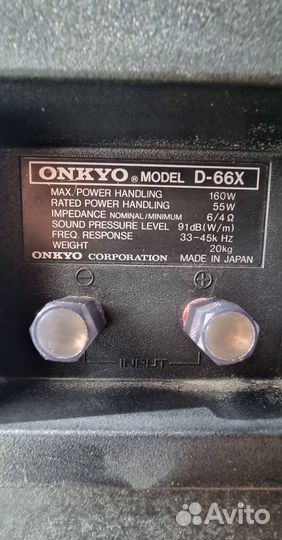 ONKYO® MODEL D-66X
MAX. POWER HANDLING 160W
RATED POWER HANDLING 55W
IMPEDANCE NOMINAL/MINIMUM 6/4Ω
SOUND PRESSURE LEVEL 91dB(W/m)
FREQ. RESPONSE 33-45k Hz
WEIGHT 20kg
ONKYO CORPORATION MADE IN JAPAN
- +
INPUT
Avito